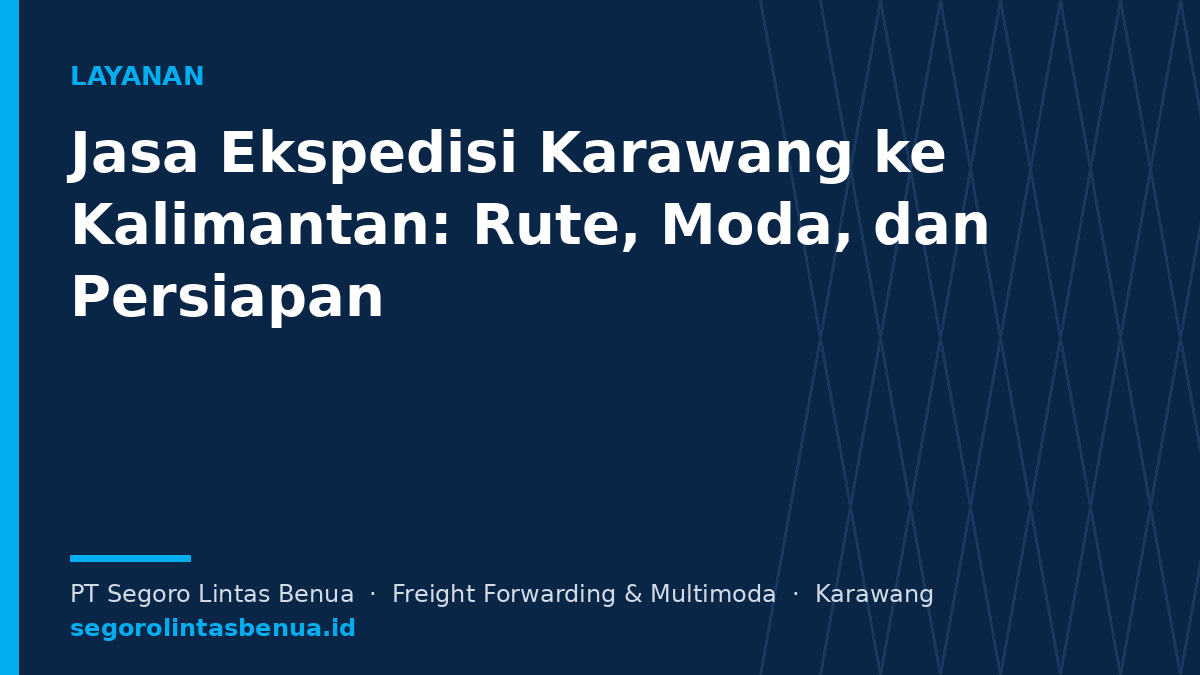 LAYANAN
Jasa Ekspedisi Karawang ke
Kalimantan: Rute, Moda, dan
Persiapan
PT Segoro Lintas Benua · Freight Forwarding & Multimoda · Karawang
segorolintasbenua.id